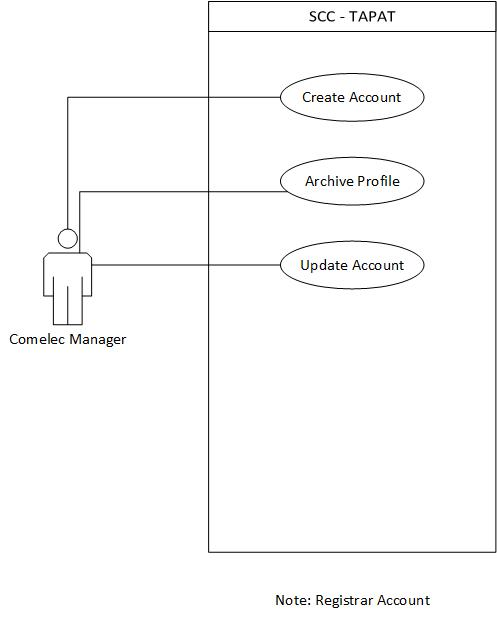 SCC - TAPAT
Create Account
Archive Profile
Update Account
Comelec Manager
Note: Registrar Account